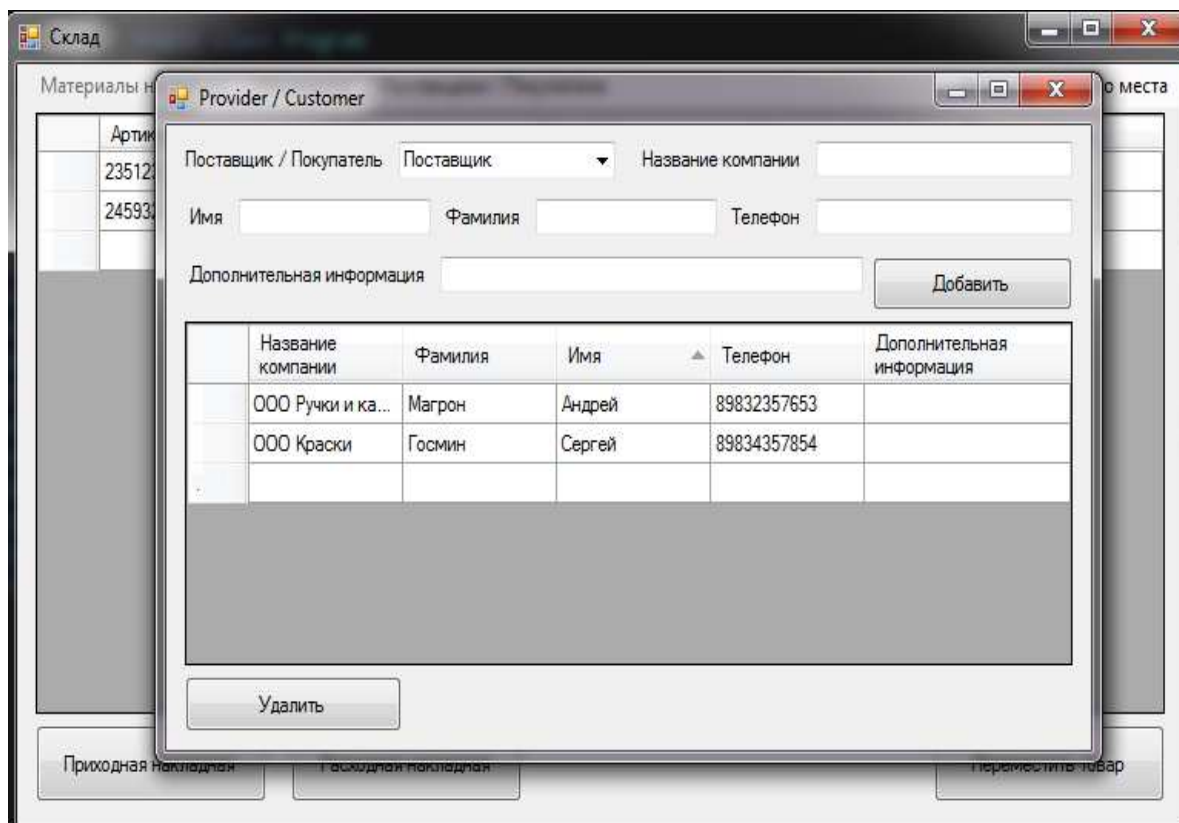 Склад
Материалы н
о места
Provider / Customer
Артик
Поставщик / Покупатель Поставщик Название компании
23512
24593
Имя Фамилия Телефон
Дополнительная информация Добавить
Название компании Фамилия Имя Телефон Дополнительная информация
ООО Ручки и ка... Магрон Андрей 89832357653
ООО Краски Госмин Сергей 89834357854
Удалить
Приходная накладная Расходная накладная Переместить товар